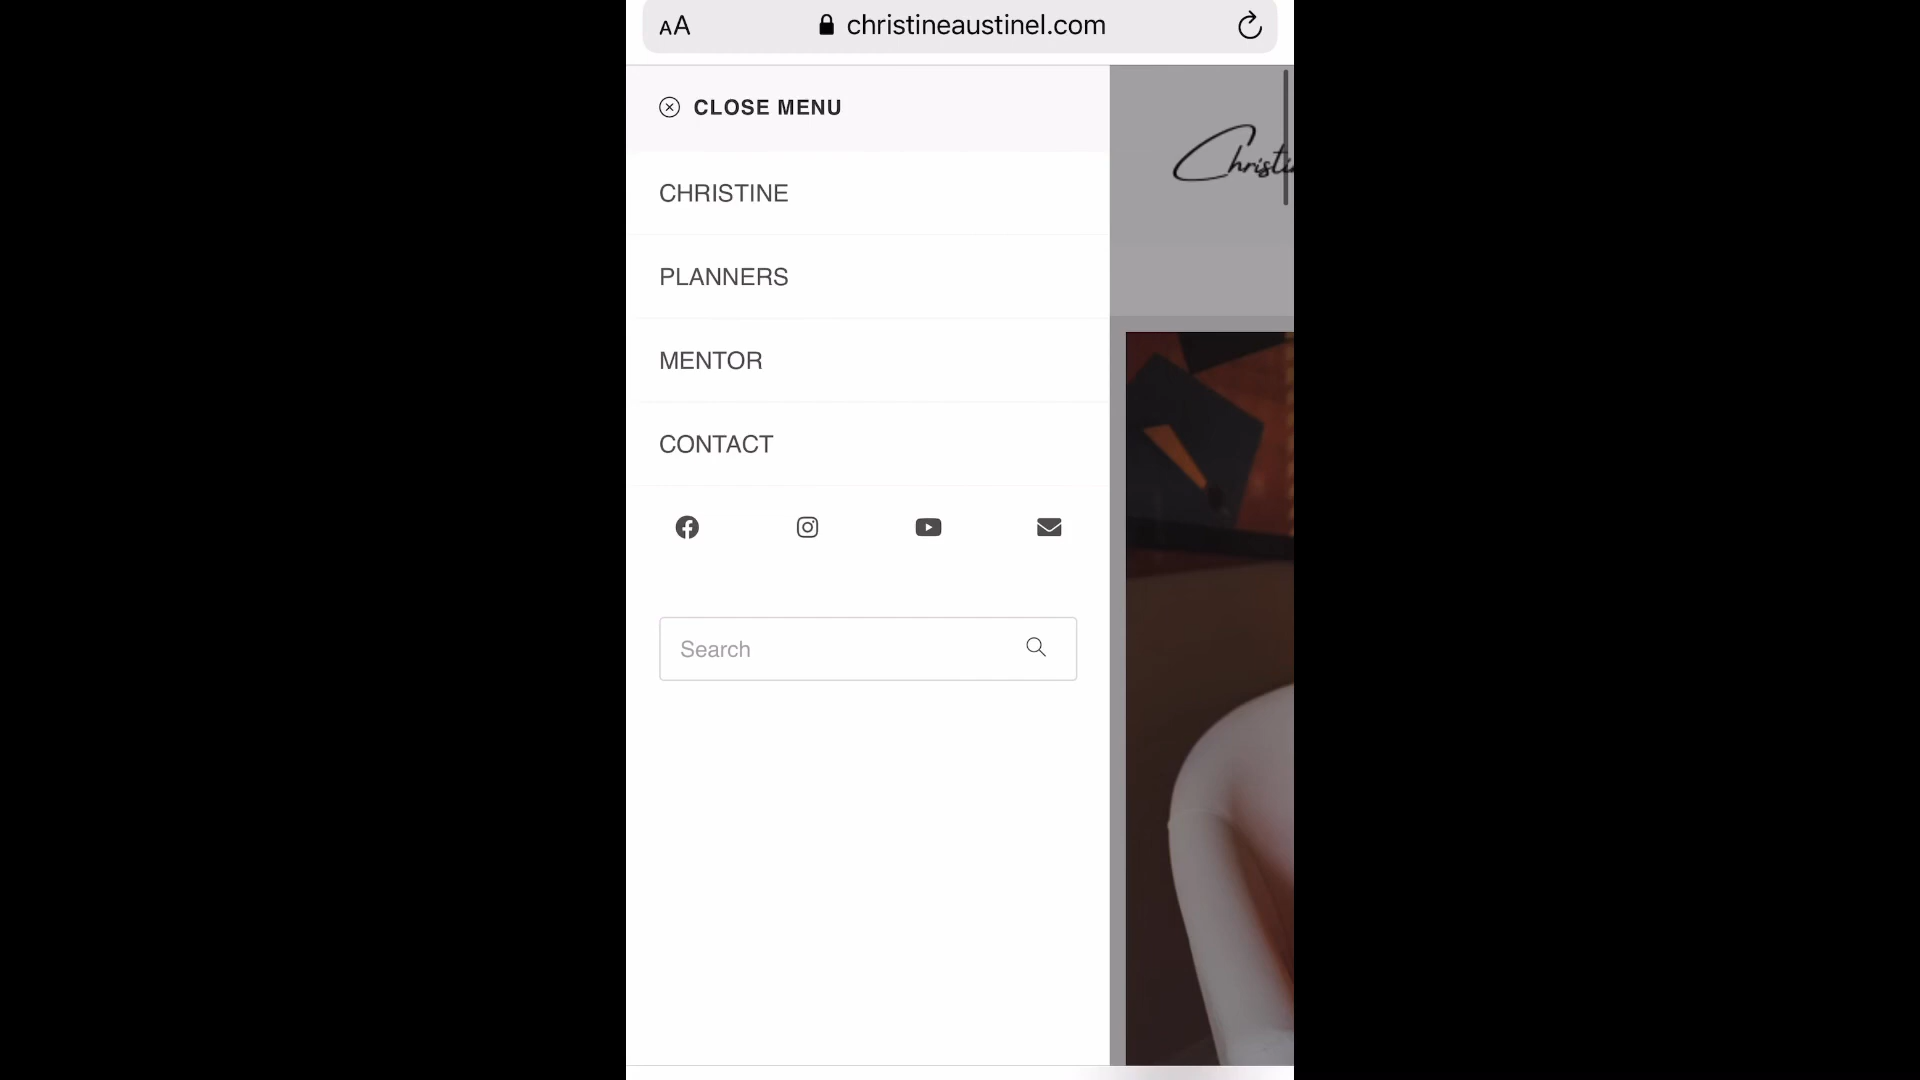 AA
christineaustinel.com
CLOSE MENU
CHRISTINE
PLANNERS
MENTOR
CONTACT
Search